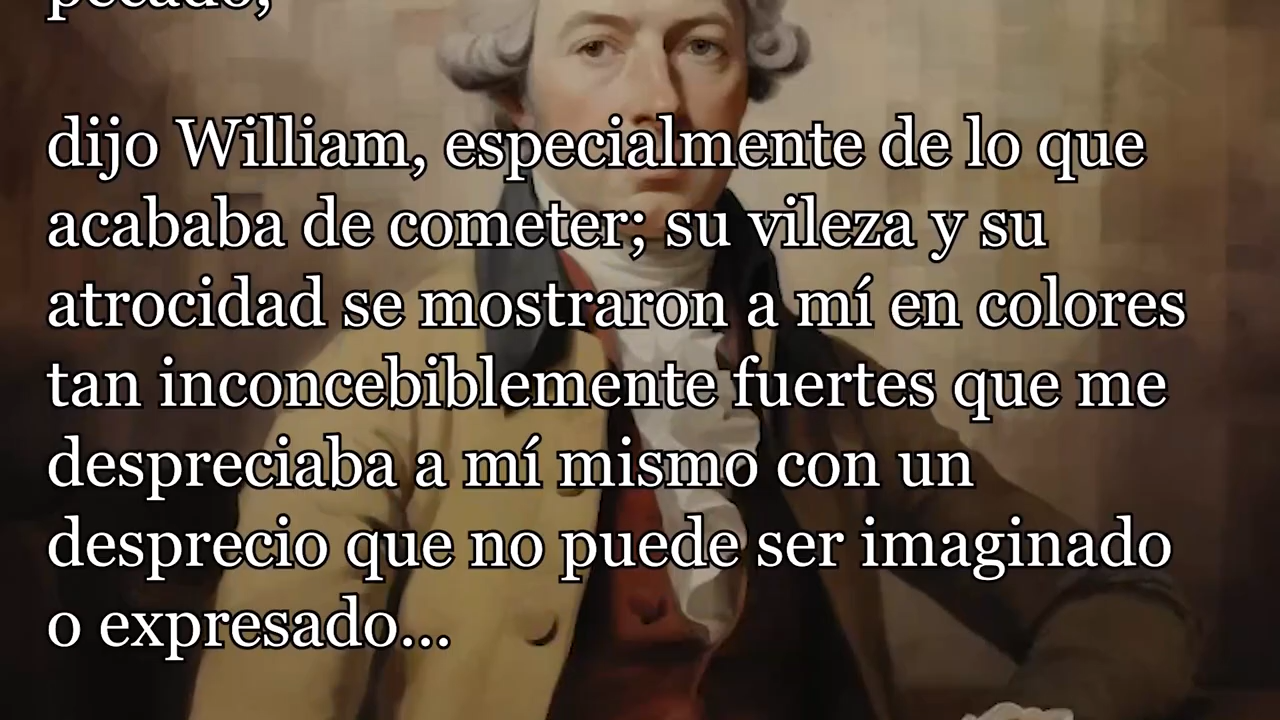 pecado,
dijo William, especialmente de lo que
acababa de cometer; su vileza y su
atrocidad se mostraron a mí en colores
tan inconcebiblemente fuertes que me
despreciaba a mí mismo con un
desprecio que no puede ser imaginado
o expresado...